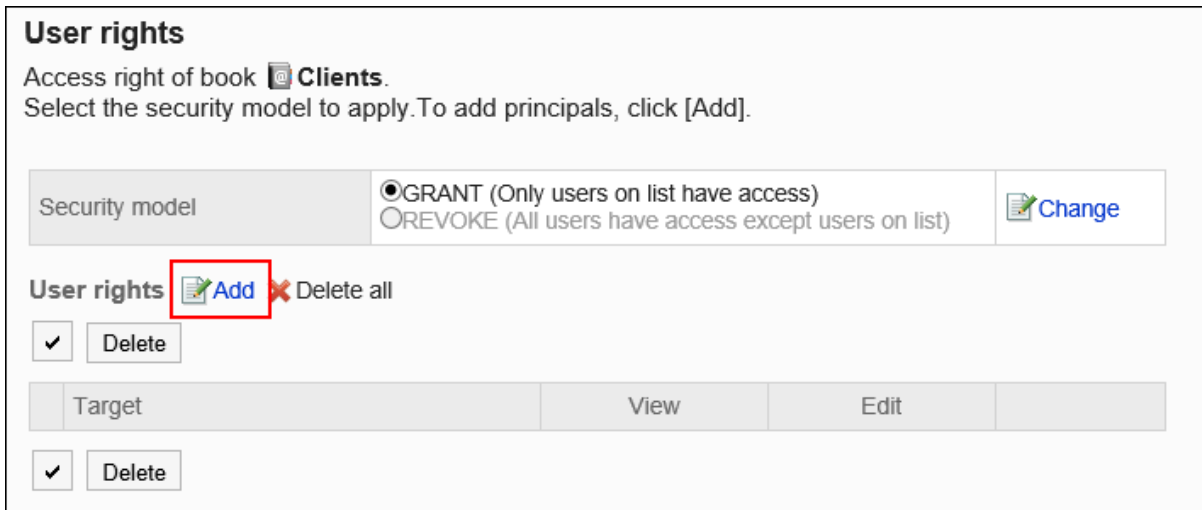 User rights
Access right of book Clients.
Select the security model to apply.To add principals, click [Add].
Security model
GRANT (Only users on list have access)
REVOKE (All users have access except users on list)
Change
User rights Add Delete all
Delete
Target View Edit
Delete